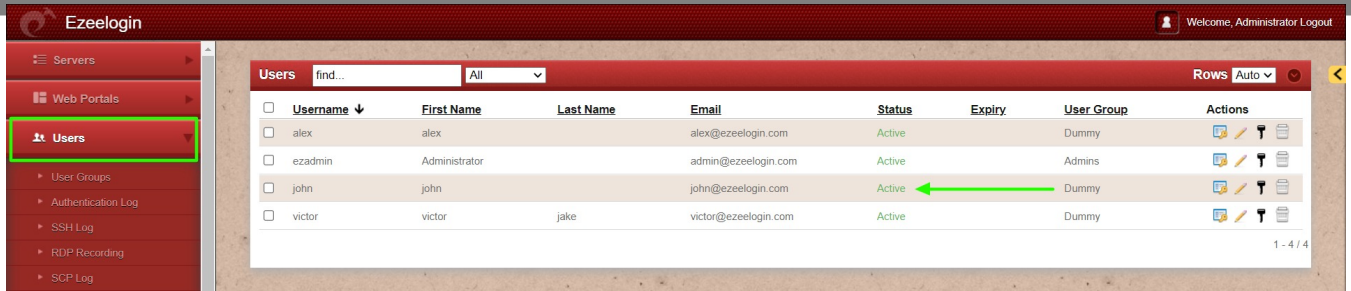 Ezeelogin
Welcome, Administrator Logout
Servers
Web Portals
Users
User Groups
Authentication Log
SSH Log
RDP Recording
SCP Log
Users find... All Rows Auto
Username First Name Last Name Email Status Expiry User Group Actions
alex alex alex@ezeelogin.com Active Dummy
ezadmin Administrator admin@ezeelogin.com Active Admins
john john john@ezeelogin.com Active Dummy
victor victor jake victor@ezeelogin.com Active Dummy
1 - 4 / 4